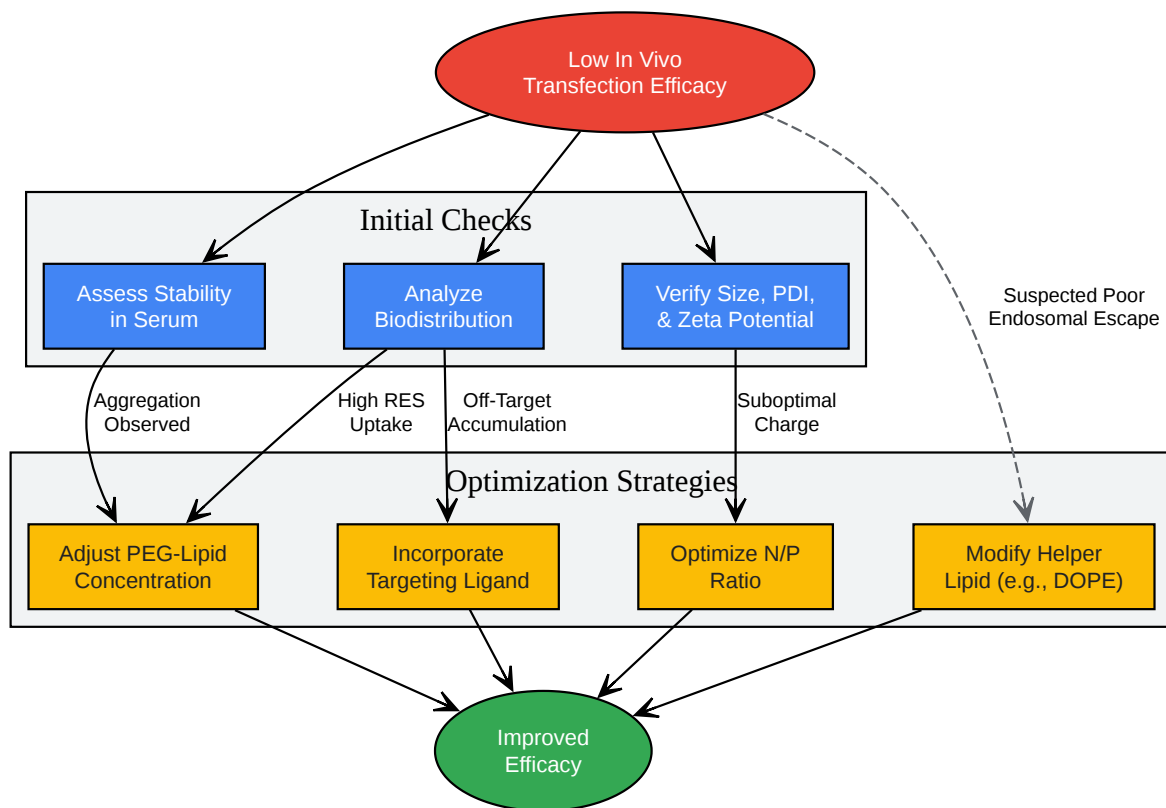 Low In Vivo
Transfection Efficacy
Initial Checks
Assess Stability
in Serum
Analyze
Biodistribution
Verify Size, PDI,
& Zeta Potential
Suspected Poor
Endosomal Escape
Aggregation
Observed
High RES
Uptake
Off-Target
Accumulation
Suboptimal
Charge
Optimization Strategies
Adjust PEG-Lipid
Concentration
Incorporate
Targeting Ligand
Optimize N/P
Ratio
Modify Helper
Lipid (e.g., DOPE)
Improved
Efficacy